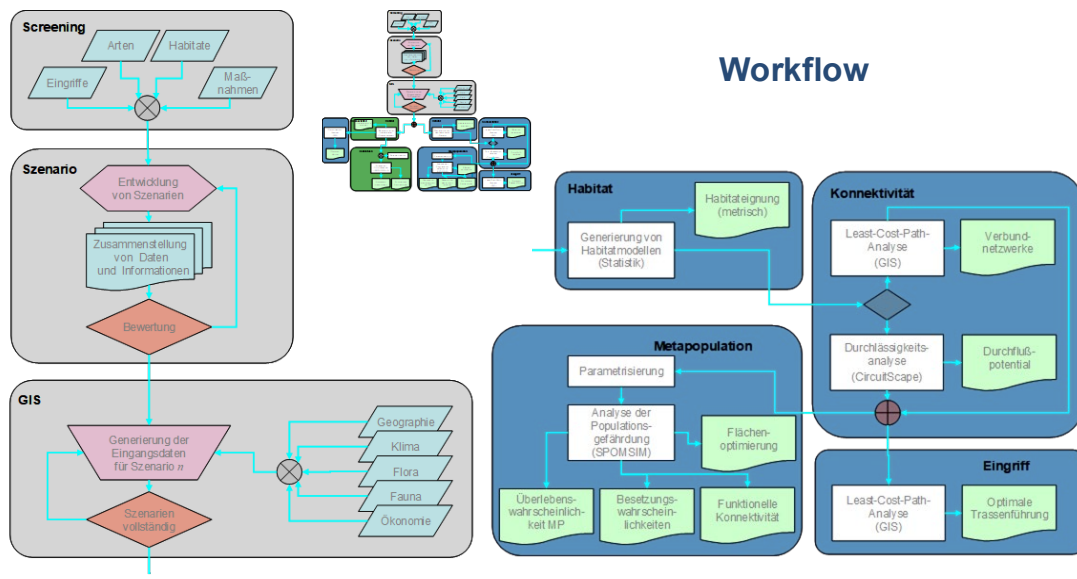 Workflow
Screening
Arten
Habitate
Eingriffe
Maß-
nahmen
Szenario
Entwicklung
von Szenarien
Zusammenstellung
von Daten
und Informationen
Bewertung
GIS
Generierung der
Eingangsdaten
für Szenario n
Szenarien
vollständig
Geographie
Klima
Flora
Fauna
Ökonomie
Habitat
Generierung von
Habitatmodellen
(Statistik)
Habitateignung
(metrisch)
Konnektivität
Least-Cost-Path-
Analyse
(GIS)
Verbund-
netzwerke
Durchlässigkeits-
analyse
(CircuitScape)
Durchfluß-
potential
Metapopulation
Parametrisierung
Analyse der
Populations-
gefährdung
(SPOMSIM)
Flächen-
optimierung
Überlebens-
wahrscheinlich-
keit MP
Besetzungs-
wahrschein-
lichkeiten
Funktionelle
Konnektivität
Eingriff
Least-Cost-Path-
Analyse
(GIS)
Optimale
Trassenführung